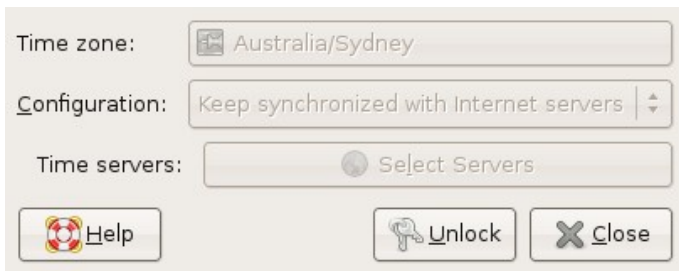 Time zone: Australia/Sydney
Configuration: Keep synchronized with Internet servers
Time servers: Select Servers
Help Unlock Close